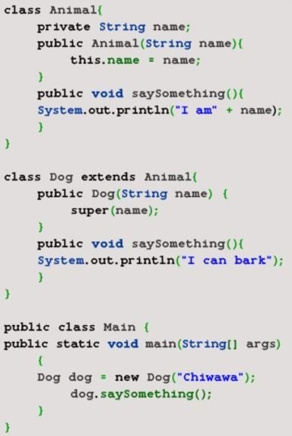 class Animal{
private String name;
public Animal(String name){
this.name = name;
}
public void saySomething(){
System.out.println("I am" + name);
}
}
class Dog extends Animal{
public Dog(String name) {
super(name);
}
public void saySomething(){
System.out.println("I can bark");
}
}
public class Main {
public static void main(String[] args)
{
Dog dog = new Dog("Chiwawa");
dog.saySomething();
}
}